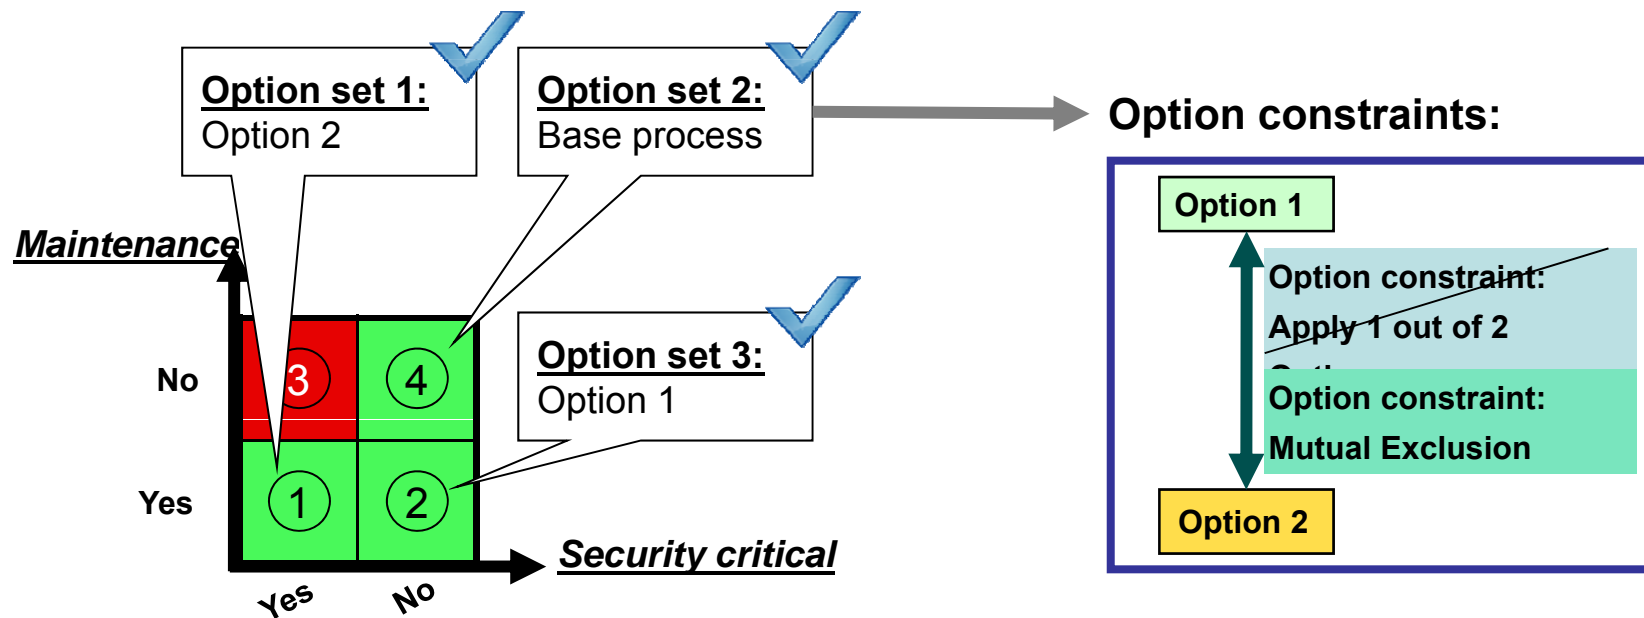 Option set 1:
Option 2
Option set 2:
Base process
Option constraints:
Option 1
Maintenance
Option constraint:
Apply 1 out of 2
Option constraint:
Mutual Exclusion
Option set 3:
Option 1
No
3
4
Yes
1
2
Option 2
Security critical
Yes
No